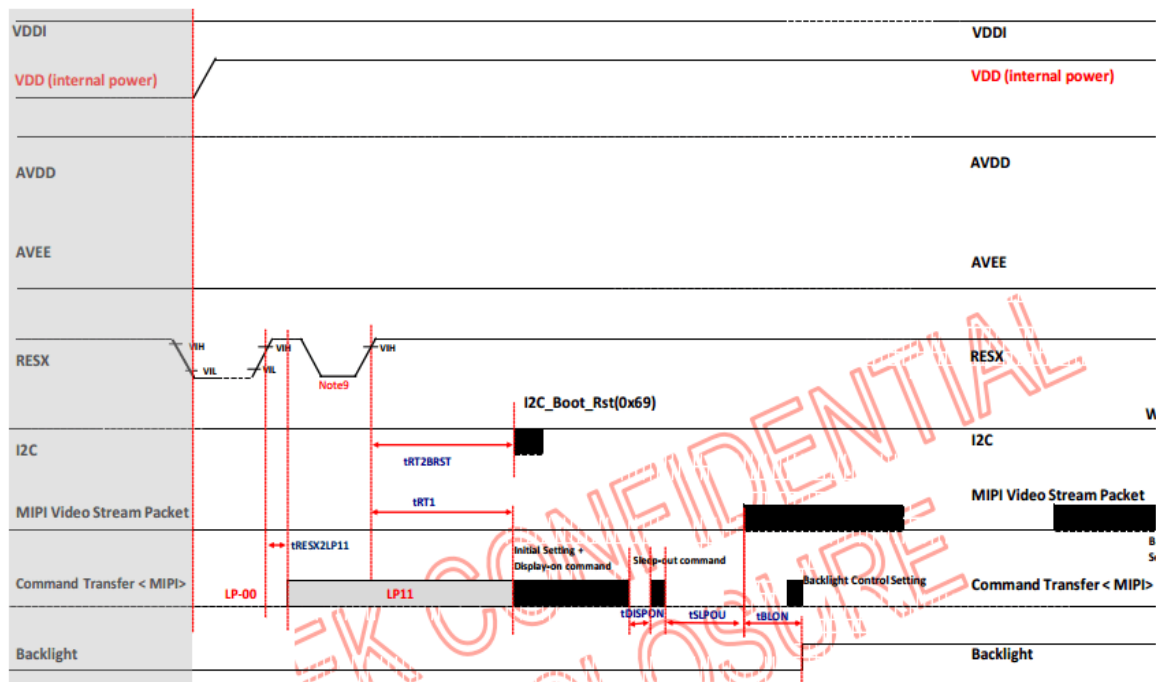 VDDI
VDDI
VDD (internal power)
VDD (internal power)
AVDD
AVDD
AVEE
AVEE
RESX
VIH
VIL
VIH
VIL
VIH
Note9
RESX
I2C_Boot_Rst(0x69)
W
I2C
I2C
tRT2BRST
MIPI Video Stream Packet
tRT1
MIPI Video Stream Packet
tRESX2LP11
Initial Setting +
Display-on command
Sleep-out command
B
Se
Command Transfer < MIPI>
LP-00
LP11
Backlight Control Setting
Command Transfer < MIPI>
tDISPON
tSLPOU
tBLON
Backlight
Backlight
EK CONFIDENTIAL
LOSURE